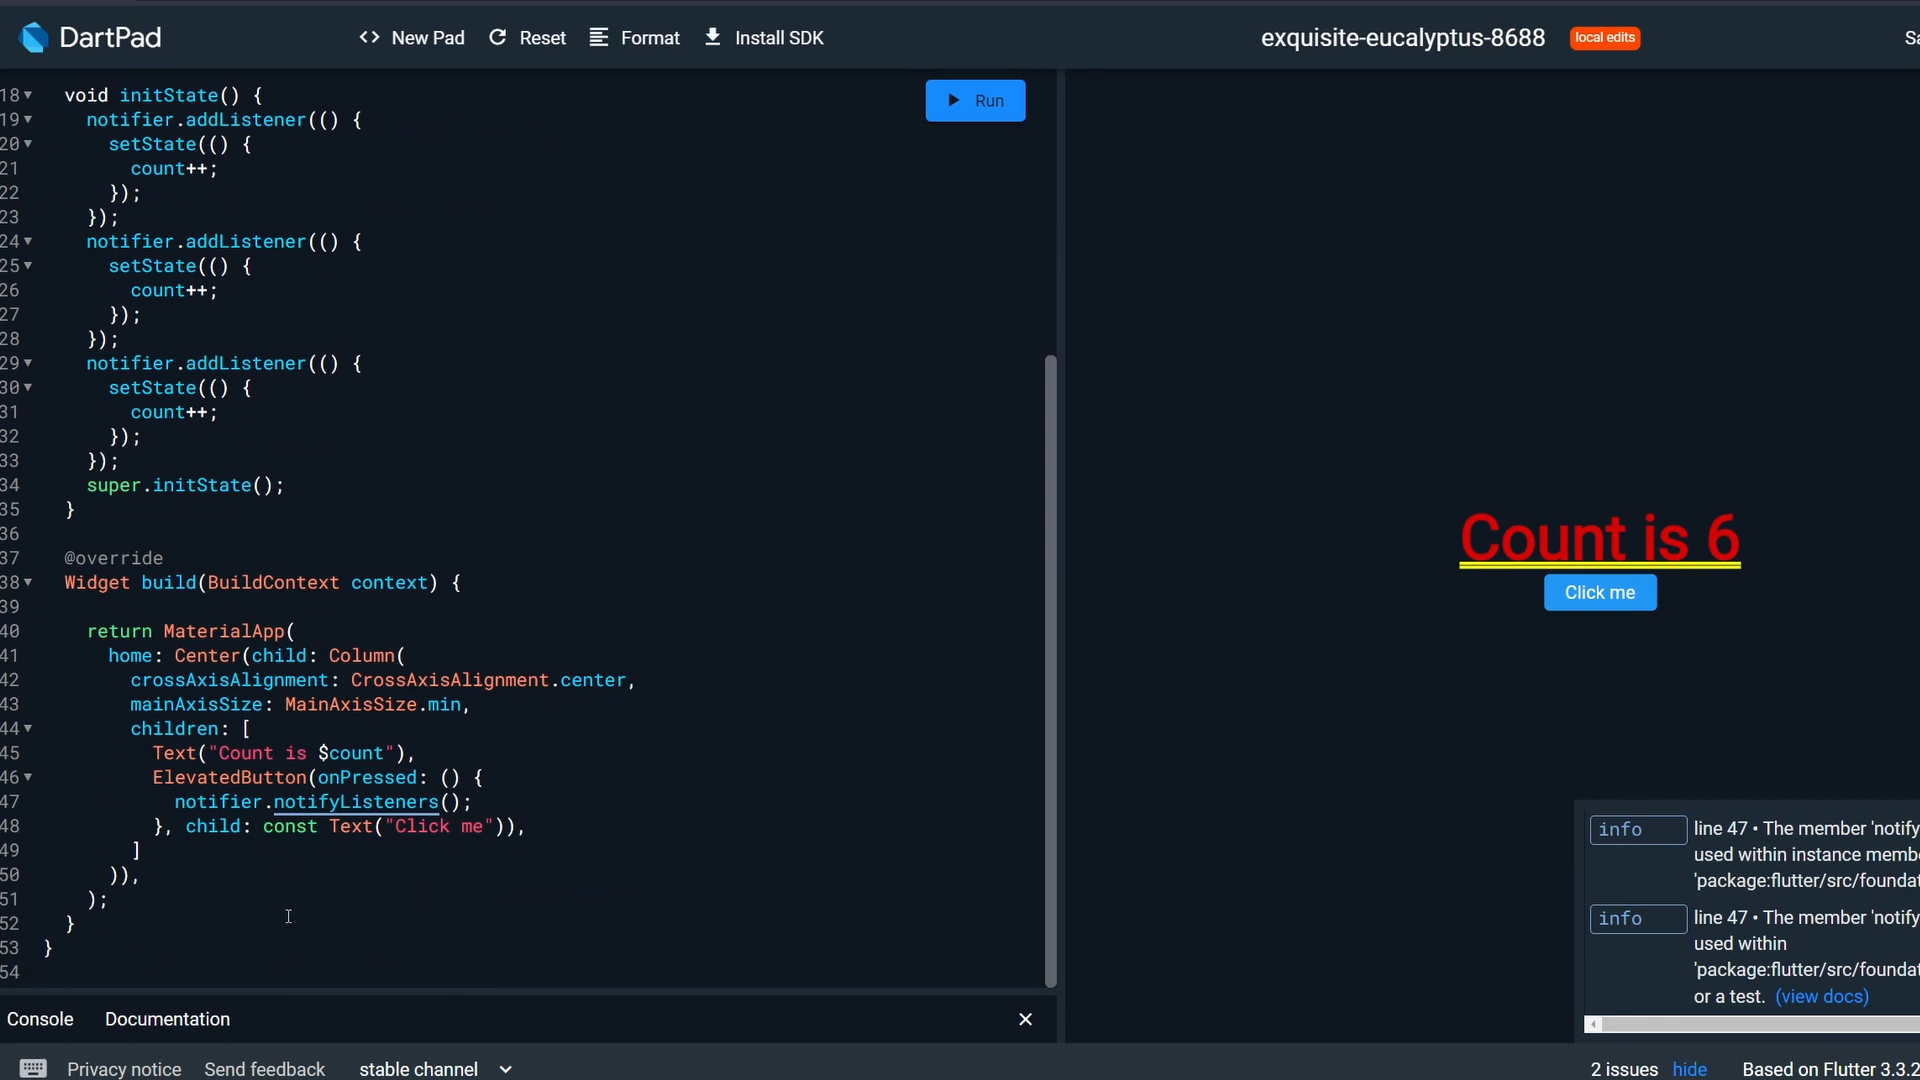 DartPad
<> New Pad
Reset
Format
Install SDK
exquisite-eucalyptus-8688
local edits
Run
18 void initState() {
19 notifier.addListener(() {
20 setState(() {
21 count++;
22 });
23 });
24 notifier.addListener(() {
25 setState(() {
26 count++;
27 });
28 });
29 notifier.addListener(() {
30 setState(() {
31 count++;
32 });
33 });
34 super.initState();
35 }
36
37 @override
38 Widget build(BuildContext context) {
39
40 return MaterialApp(
41 home: Center(child: Column(
42 crossAxisAlignment: CrossAxisAlignment.center,
43 mainAxisSize: MainAxisSize.min,
44 children: [
45 Text("Count is $count"),
46 ElevatedButton(onPressed: () {
47 notifier.notifyListeners();
48 }, child: const Text("Click me")),
49 ]
50 )),
51 );
52 }
53 }
54
Count is 6
Click me
info
line 47 • The member 'notify
used within instance memb
'package:flutter/src/foundat
info
line 47 • The member 'notify
used within
'package:flutter/src/foundat
or a test. (view docs)
Console
Documentation
Privacy notice
Send feedback
stable channel
2 issues
hide
Based on Flutter 3.3.2